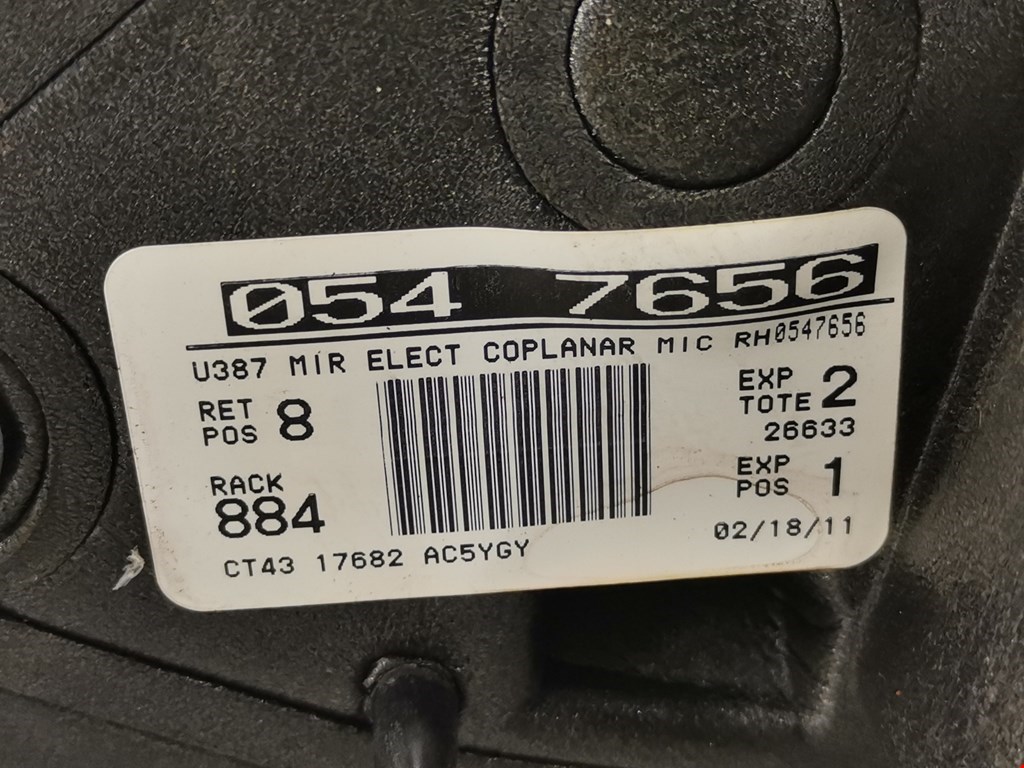 054 7656
U387 MIR ELECT COPLANAR MIC RH0547656
RET POS 8
EXP TOTE 2
26633
RACK 884
EXP POS 1
CT43 17682 AC5YGY
02/18/11